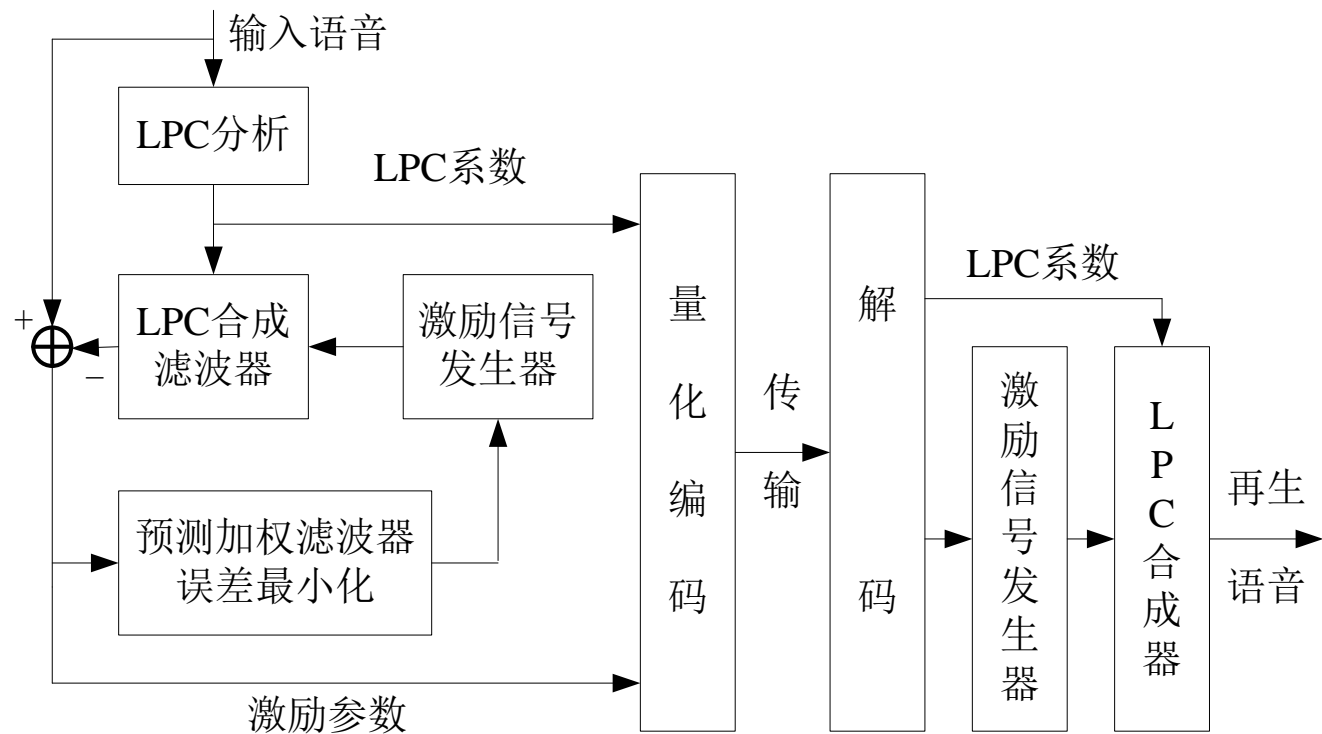 输入语音
LPC分析
LPC系数
+
LPC合成
滤波器
−
激励信号
发生器
预测加权滤波器
误差最小化
激励参数
量化编码
传输
解码
LPC系数
激励信号发生器
LPC合成器
再生
语音